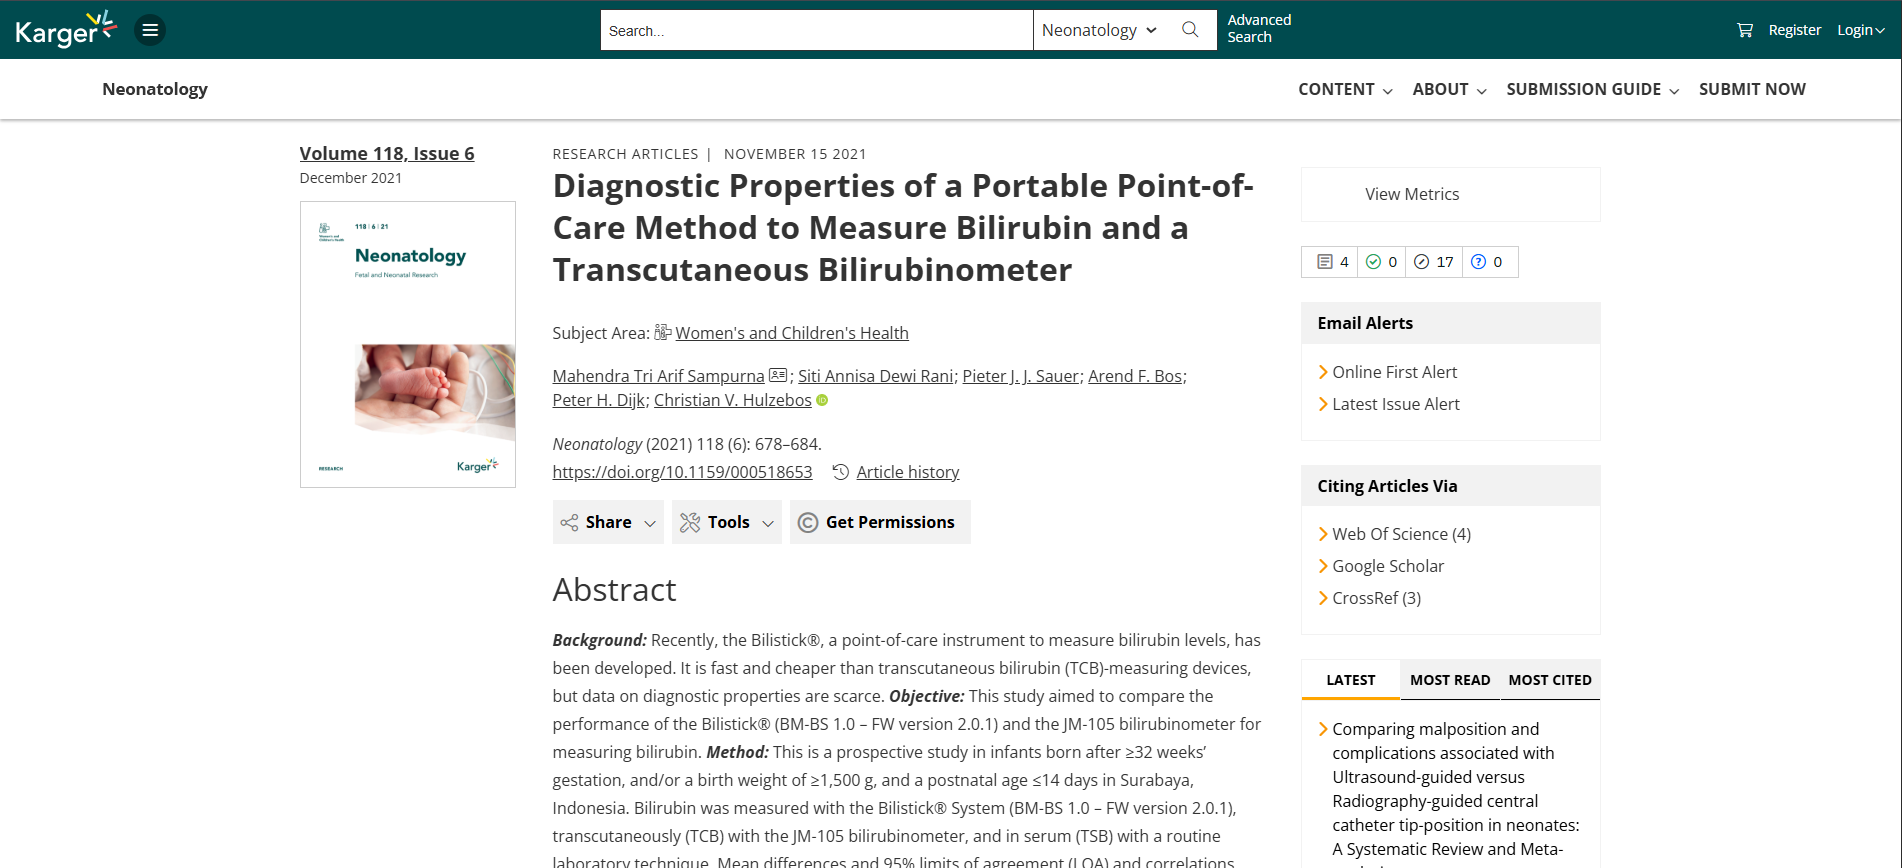 Karger
Search...
Neonatology
Advanced
Search
Register
Login
Neonatology
CONTENT
ABOUT
SUBMISSION GUIDE
SUBMIT NOW
Volume 118, Issue 6
December 2021
Women's and
Children's Health
118 | 6 | 21
Neonatology
Fetal and Neonatal Research
RESEARCH
Karger
RESEARCH ARTICLES | NOVEMBER 15 2021
Diagnostic Properties of a Portable Point-of-
Care Method to Measure Bilirubin and a
Transcutaneous Bilirubinometer
Subject Area: Women's and Children's Health
Mahendra Tri Arif Sampurna; Siti Annisa Dewi Rani; Pieter J. J. Sauer; Arend F. Bos;
Peter H. Dijk; Christian V. Hulzebos iD
Neonatology (2021) 118 (6): 678–684.
https://doi.org/10.1159/000518653
Article history
Share
Tools
Get Permissions
Abstract
Background: Recently, the Bilistick®, a point-of-care instrument to measure bilirubin levels, has
been developed. It is fast and cheaper than transcutaneous bilirubin (TCB)-measuring devices,
but data on diagnostic properties are scarce. Objective: This study aimed to compare the
performance of the Bilistick® (BM-BS 1.0 – FW version 2.0.1) and the JM-105 bilirubinometer for
measuring bilirubin. Method: This is a prospective study in infants born after ≥32 weeks’
gestation, and/or a birth weight of ≥1,500 g, and a postnatal age ≤14 days in Surabaya,
Indonesia. Bilirubin was measured with the Bilistick® System (BM-BS 1.0 – FW version 2.0.1),
transcutaneously (TCB) with the JM-105 bilirubinometer, and in serum (TSB) with a routine
laboratory technique. Mean differences and 95% limits of agreement (LOA) and correlations
View Metrics
4
0
17
? 0
Email Alerts
Online First Alert
Latest Issue Alert
Citing Articles Via
Web Of Science (4)
Google Scholar
CrossRef (3)
LATEST
MOST READ
MOST CITED
Comparing malposition and
complications associated with
Ultrasound-guided versus
Radiography-guided central
catheter tip-position in neonates:
A Systematic Review and Meta-